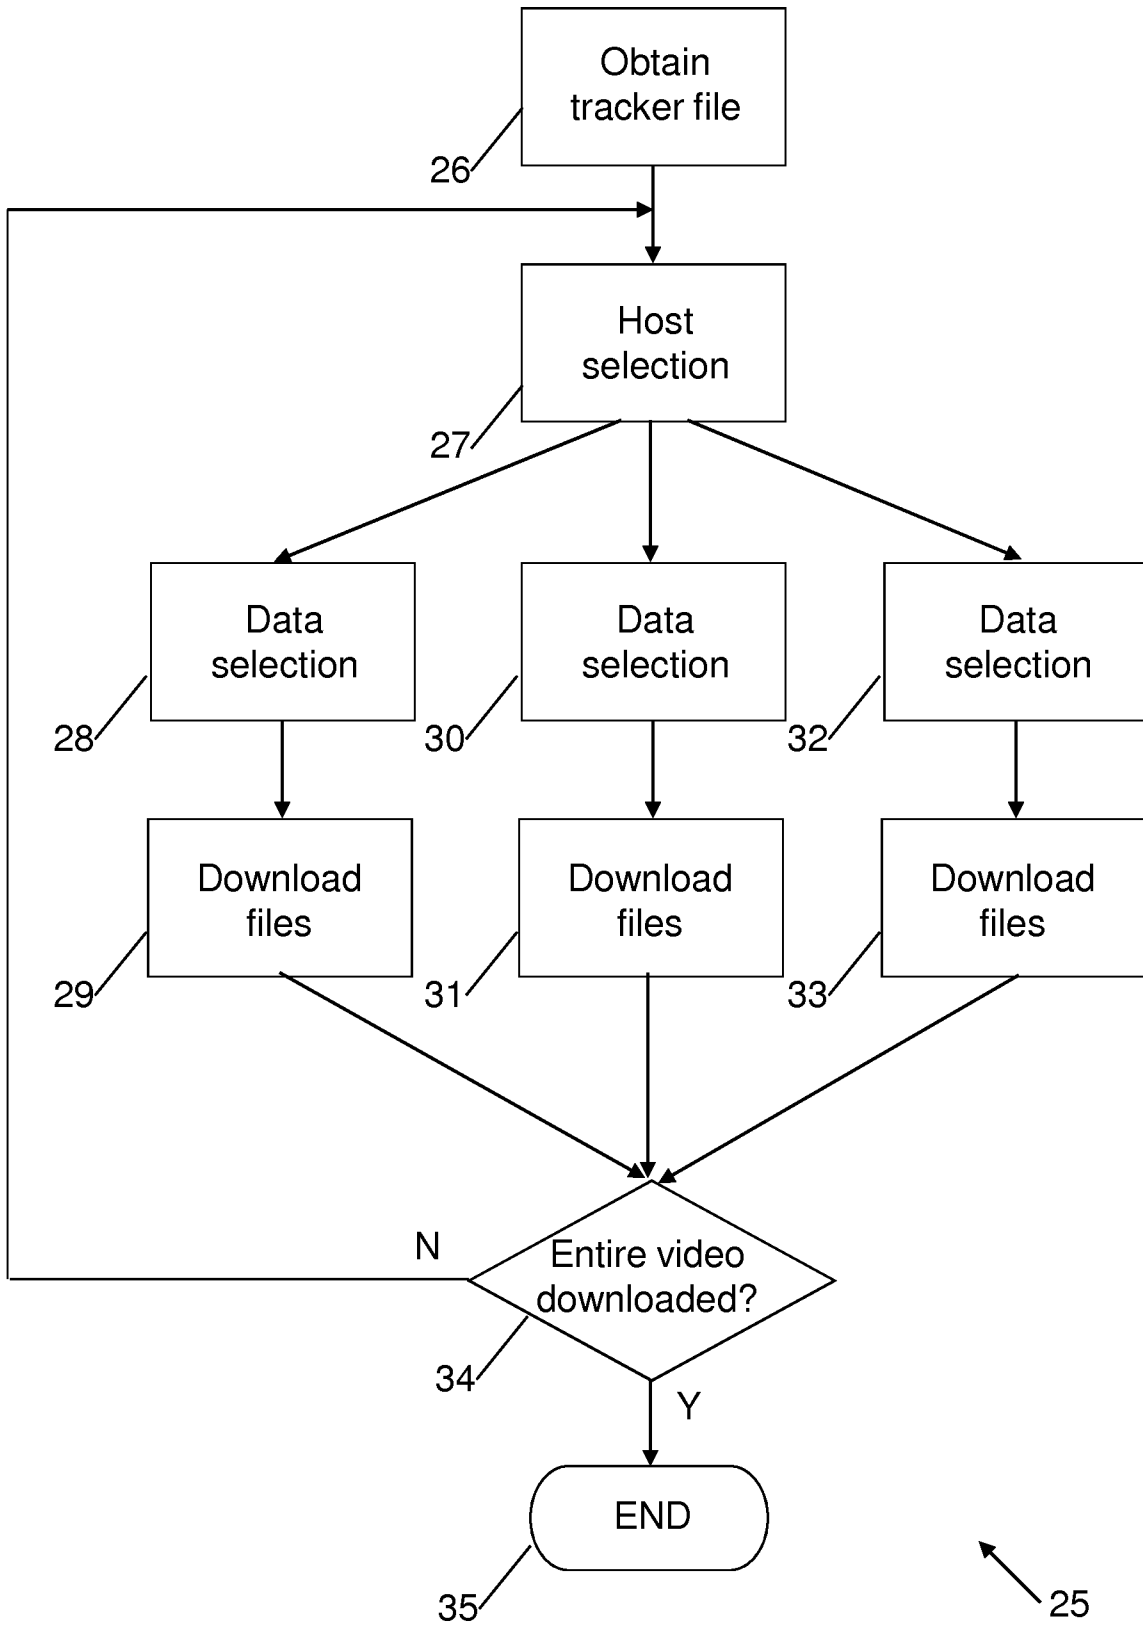 Obtain
tracker file
26
Host
selection
27
Data
selection
28
Data
selection
30
Data
selection
32
Download
files
29
Download
files
31
Download
files
33
N
Entire video
downloaded?
34
Y
END
35
25